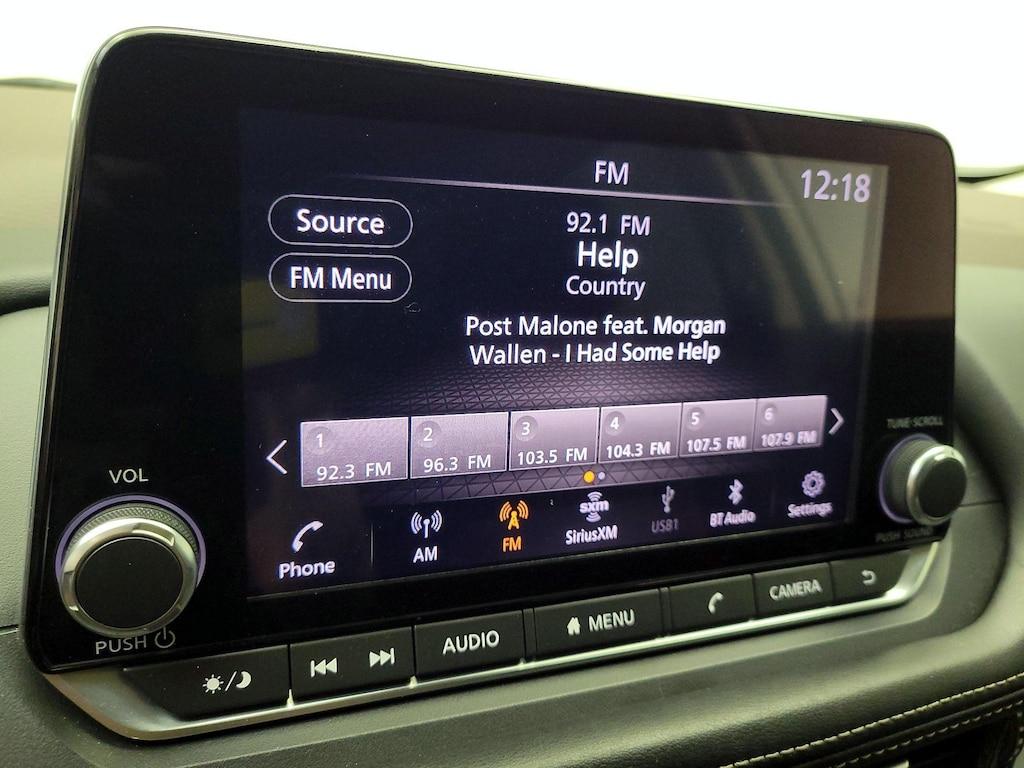 FM
12:18
Source
92.1 FM
Help
FM Menu
Country
Post Malone feat. Morgan
Wallen - I Had Some Help
1
92.3 FM
2
96.3 FM
3
103.5 FM
4
104.3 FM
5
107.5 FM
6
107.9 FM
TUNE·SCROLL
VOL
Phone
AM
FM
sxm
SiriusXM
USB1
BT Audio
Settings
PUSH SOUND
PUSH
AUDIO
MENU
CAMERA